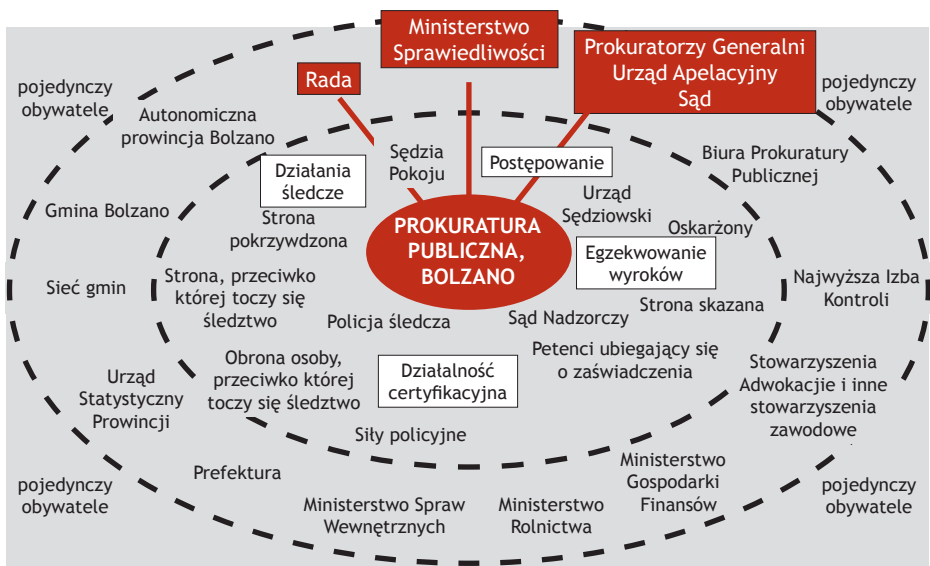 Ministerstwo
Sprawiedliwości
Prokuratorzy Generalni
Urząd Apelacyjny
Sąd
Rada
pojedynczy
obywatele
pojedynczy
obywatele
Autonomiczna
prowincja Bolzano
Sędzia
Pokoju
Postępowanie
Biura Prokuratury
Publicznej
Działania
śledcze
Urząd
Sędziowski
Gmina Bolzano
Strona
pokrzywdzona
PROKURATURA
PUBLICZNA,
BOLZANO
Oskarżony
Egzekwowanie
wyroków
Sieć gmin
Strona, przeciwko
której toczy się
śledztwo
Najwyższa Izba
Kontroli
Strona skazana
Policja śledcza
Sąd Nadzorczy
Obrona osoby,
przeciwko której
toczy się śledztwo
Działalność
certyfikacyjna
Petenci ubiegający się
o zaświadczenia
Stowarzyszenia
Adwokacjie i inne
stowarzyszenia
zawodowe
Urząd
Statystyczny
Prowincji
Siły policyjne
Prefektura
Ministerstwo
Gospodarki
Finansów
pojedynczy
obywatele
Ministerstwo Spraw
Wewnętrznych
Ministerstwo
Rolnictwa
pojedynczy
obywatele